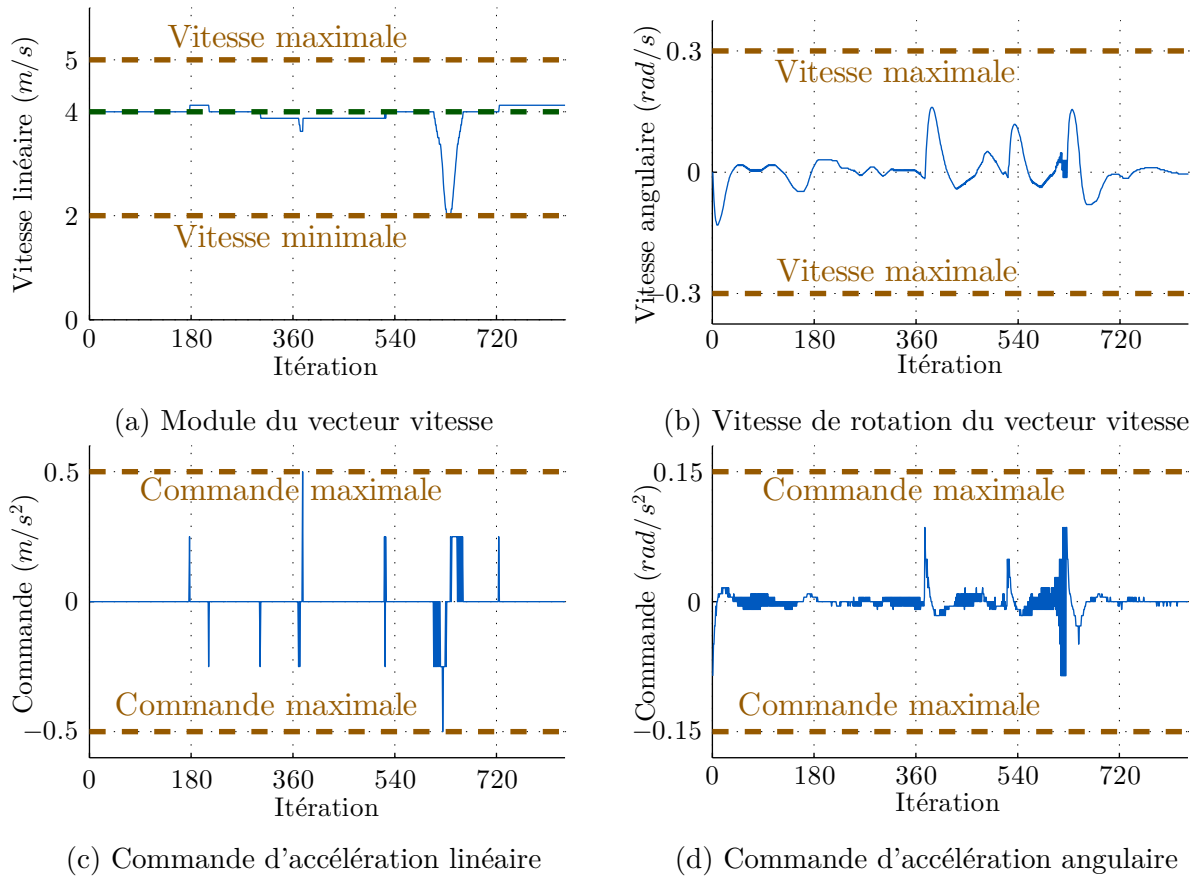 Vitesse linéaire (m/s)
5
4
2
0
Vitesse maximale
Vitesse minimale
0 180 360 540 720
Itération
(a) Module du vecteur vitesse
Vitesse angulaire (rad/s)
0.3
0
−0.3
Vitesse maximale
Vitesse maximale
0 180 360 540 720
Itération
(b) Vitesse de rotation du vecteur vitesse
Commande (m/s²)
0.5
0
−0.5
Commande maximale
Commande maximale
0 180 360 540 720
Itération
(c) Commande d'accélération linéaire
Commande (rad/s²)
0.15
0
−0.15
Commande maximale
Commande maximale
0 180 360 540 720
Itération
(d) Commande d'accélération angulaire